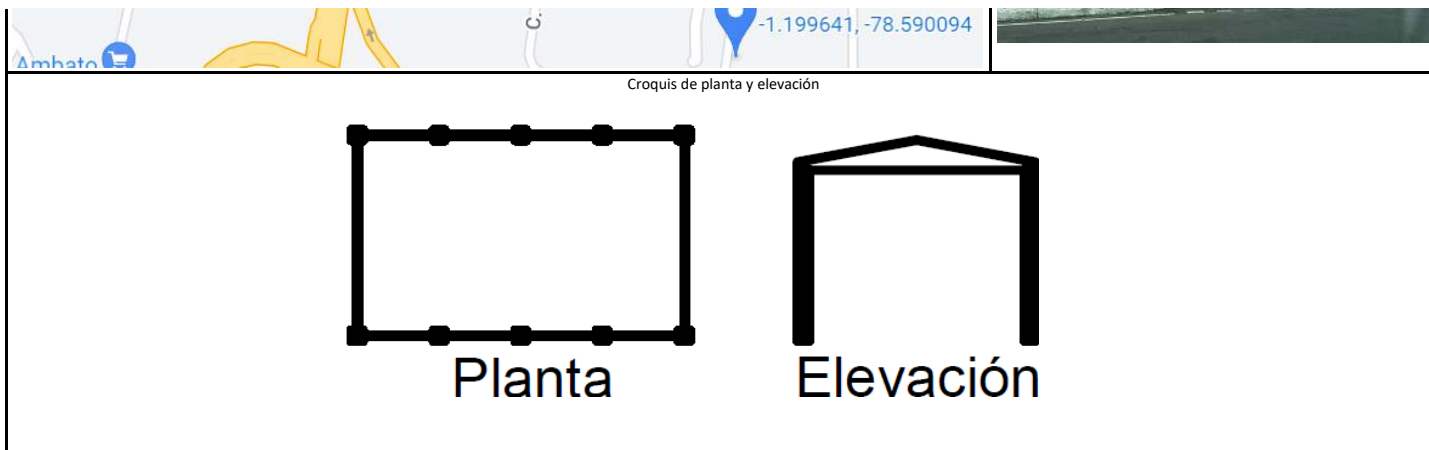 C.
-1.199641, -78.590094
Ambato
Croquis de planta y elevación
Planta
Elevación